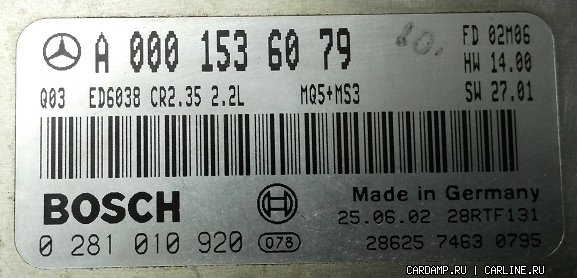 A 000 153 60 79
FD 02M06
HW 14.00
Q03 ED6038 CR2.35 2.2L MQ5+MS3 SW 27.01
BOSCH
Made in Germany
25.06.02 28RTF131
0 281 010 920 078 28625 7463 0795
CARDAMP.RU | CARLINE.RU